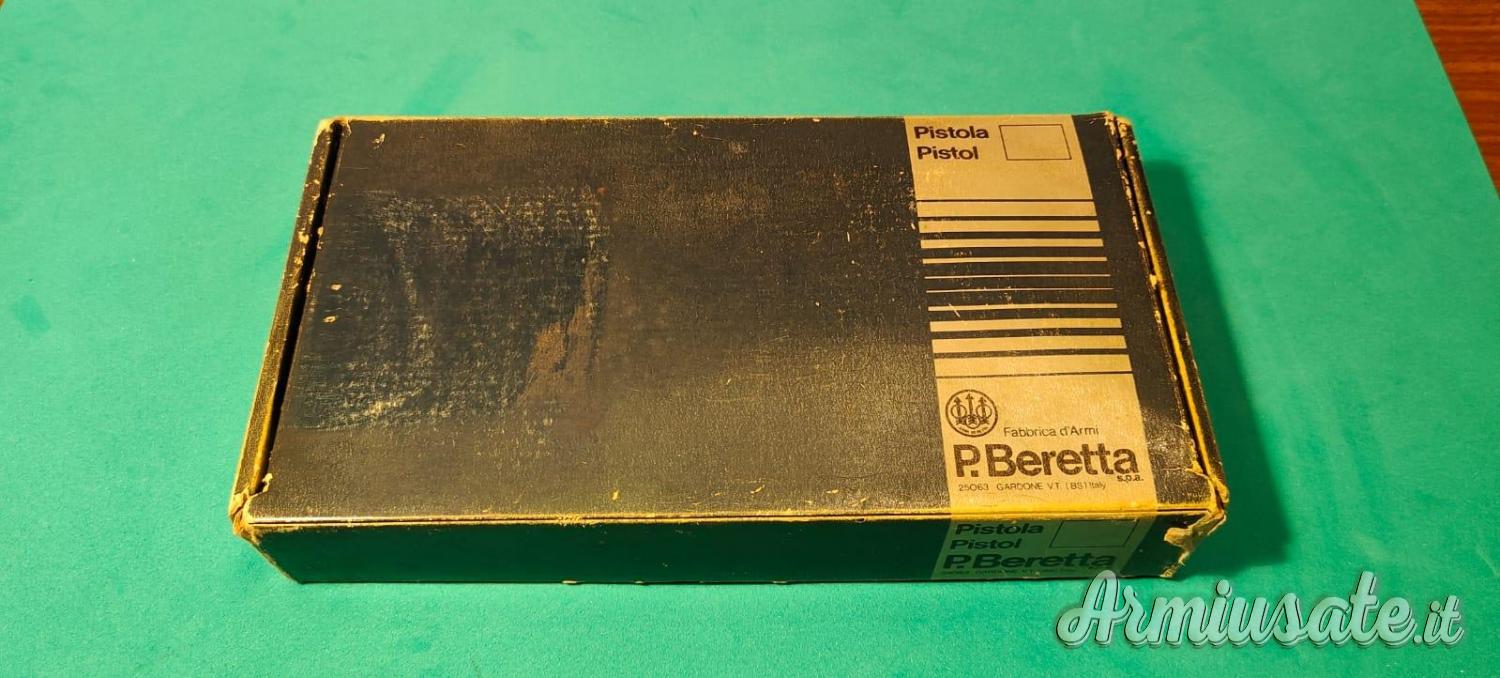 Pistola
Pistol
Fabbrica d'Armi
P. Beretta
s.p.a.
25063 GARDONE V.T. (BS) Italy
Pistola
Pistol
P. Beretta
Armiusate.it